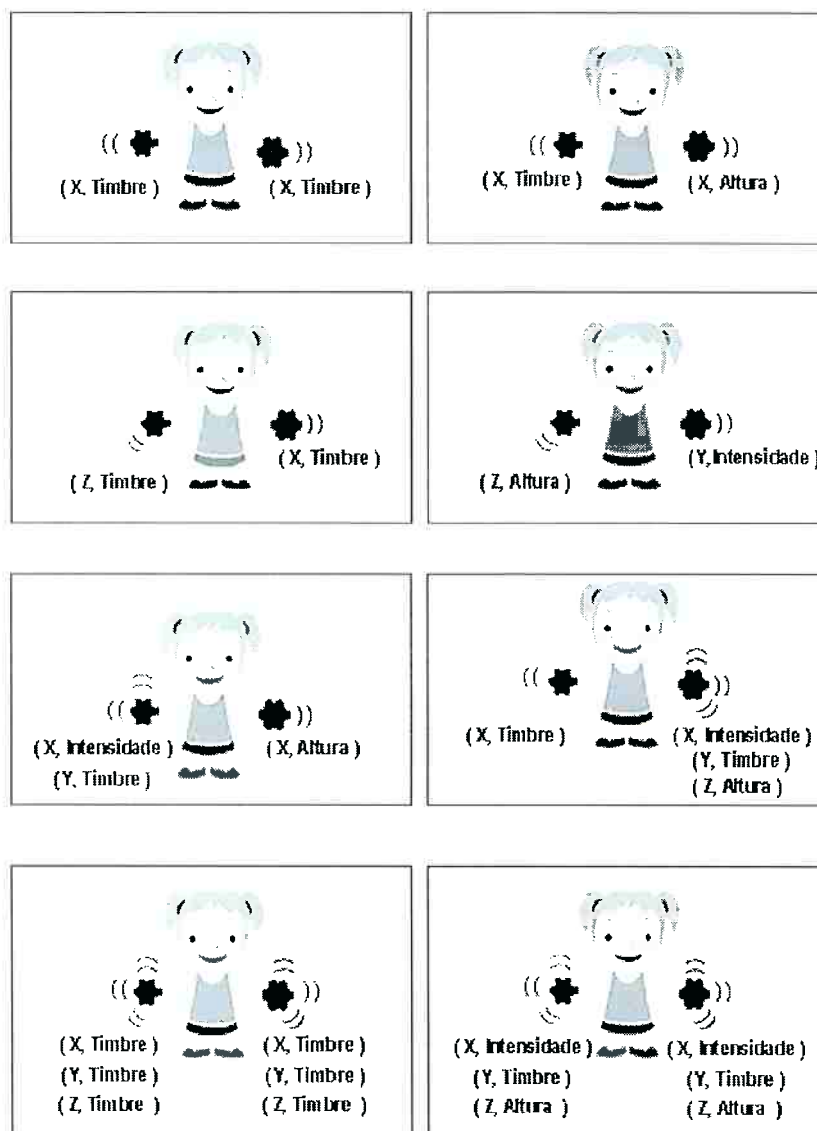 ( X, Timbre ) ( X, Timbre )
( X, Timbre ) ( X, Altura )
( Z, Timbre ) ( X, Timbre )
( Z, Altura ) ( Y, Intensidade )
( X, Intensidade ) ( X, Altura )
( Y, Timbre )
( X, Timbre ) ( X, Intensidade )
( Y, Timbre )
( Z, Altura )
( X, Timbre ) ( X, Timbre )
( Y, Timbre ) ( Y, Timbre )
( Z, Timbre ) ( Z, Timbre )
( X, Intensidade ) ( X, Intensidade )
( Y, Timbre ) ( Y, Timbre )
( Z, Altura ) ( Z, Altura )